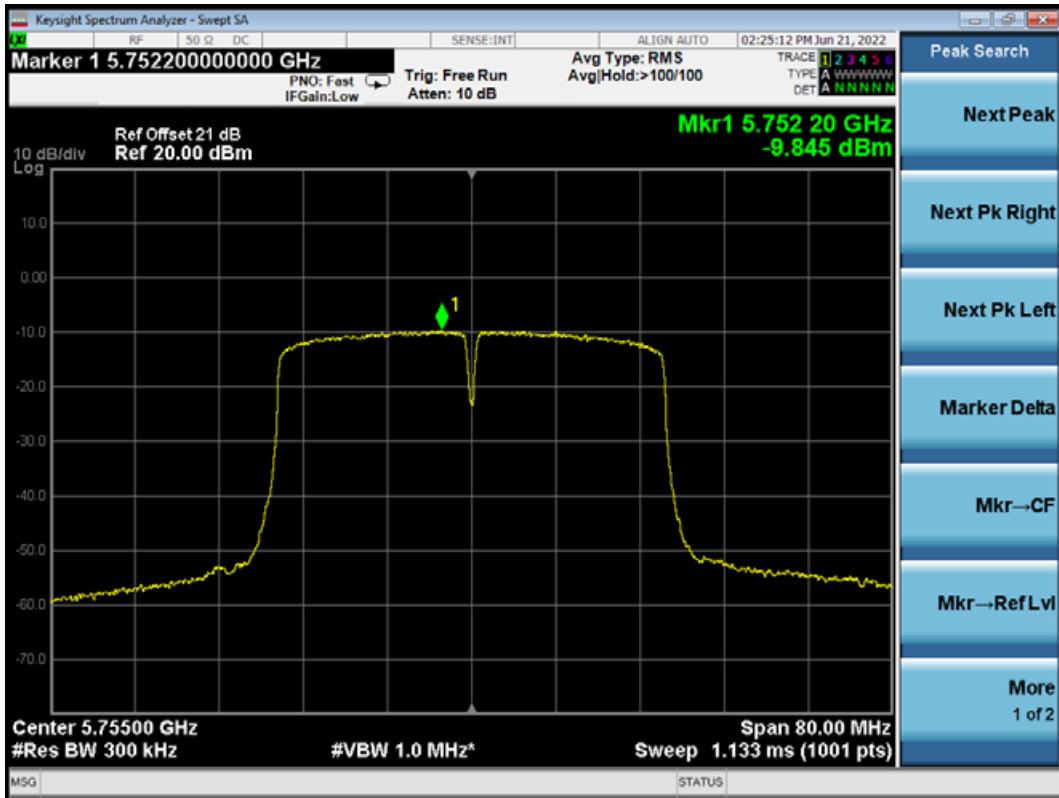 Keysight Spectrum Analyzer - Swept SA
RF 50 Ω DC SENSE:INT ALIGN AUTO 02:25:12 PM Jun 21, 2022
Marker 1 5.752200000000 GHz
PNO: Fast
IFGain:Low
Trig: Free Run
Atten: 10 dB
Avg Type: RMS
Avg|Hold:>100/100
TRACE 1 2 3 4 5 6
TYPE A WWWWW
DET A N N N N N
Ref Offset 21 dB
10 dB/div Ref 20.00 dBm
Log
Mkr1 5.752 20 GHz
-9.845 dBm
10.0
0.00
-10.0
-20.0
-30.0
-40.0
-50.0
-60.0
-70.0
1
Center 5.75500 GHz Span 80.00 MHz
#Res BW 300 kHz #VBW 1.0 MHz* Sweep 1.133 ms (1001 pts)
MSG STATUS
Peak Search
Next Peak
Next Pk Right
Next Pk Left
Marker Delta
Mkr→CF
Mkr→Ref Lvl
More
1 of 2